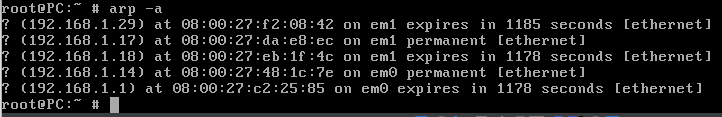 root@PC:~ # arp -a
? (192.168.1.29) at 08:00:27:f2:08:42 on em1 expires in 1185 seconds [ethernet]
? (192.168.1.17) at 08:00:27:da:e8:ec on em1 permanent [ethernet]
? (192.168.1.18) at 08:00:27:eb:1f:4c on em1 expires in 1178 seconds [ethernet]
? (192.168.1.14) at 08:00:27:48:1c:7e on em0 permanent [ethernet]
? (192.168.1.1) at 08:00:27:c2:25:85 on em0 expires in 1178 seconds [ethernet]
root@PC:~ #